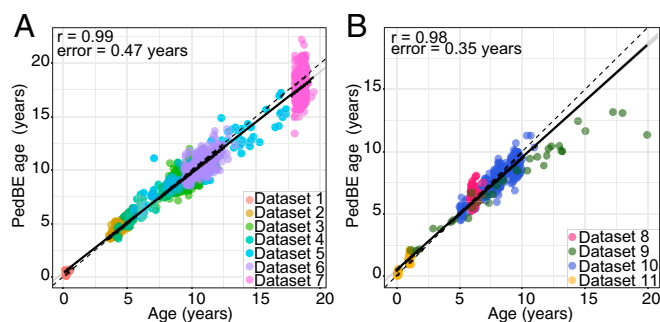 A
r = 0.99
error = 0.47 years
PedBE age (years)
20
15
10
5
0
Dataset 1
Dataset 2
Dataset 3
Dataset 4
Dataset 5
Dataset 6
Dataset 7
0 5 10 15 20
Age (years)
B
r = 0.98
error = 0.35 years
PedBE age (years)
15
10
5
0
Dataset 8
Dataset 9
Dataset 10
Dataset 11
0 5 10 15 20
Age (years)